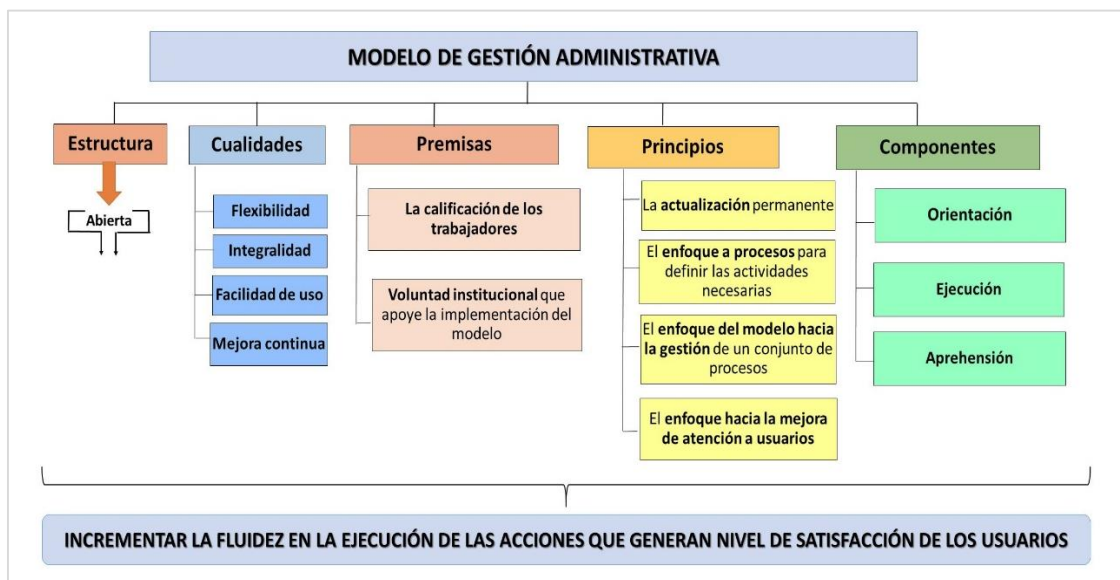 MODELO DE GESTIÓN ADMINISTRATIVA
Estructura
Abierta
Cualidades
Flexibilidad
Integralidad
Facilidad de uso
Mejora continua
Premisas
La calificación de los
trabajadores
Voluntad institucional que
apoye la implementación del
modelo
Principios
La actualización permanente
El enfoque a procesos para
definir las actividades
necesarias
El enfoque del modelo hacia
la gestión de un conjunto de
procesos
El enfoque hacia la mejora
de atención a usuarios
Componentes
Orientación
Ejecución
Aprehensión
INCREMENTAR LA FLUIDEZ EN LA EJECUCIÓN DE LAS ACCIONES QUE GENERAN NIVEL DE SATISFACCIÓN DE LOS USUARIOS